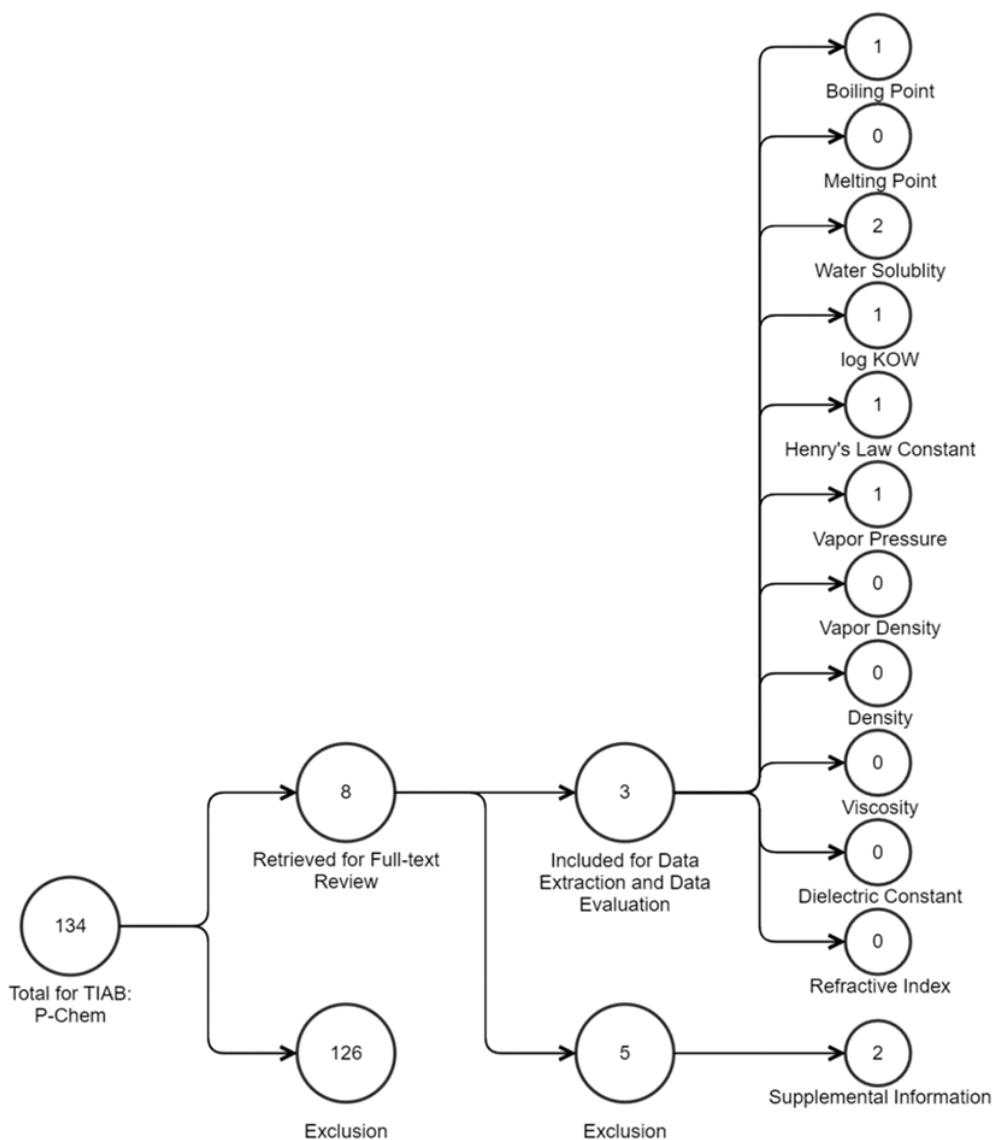 1
Boiling Point
0
Melting Point
2
Water Solublity
1
log KOW
1
Henry's Law Constant
1
Vapor Pressure
0
Vapor Density
0
Density
0
Viscosity
0
Dielectric Constant
0
Refractive Index
8
Retrieved for Full-text
Review
3
Included for Data
Extraction and Data
Evaluation
134
Total for TIAB:
P-Chem
126
Exclusion
5
Exclusion
2
Supplemental Information